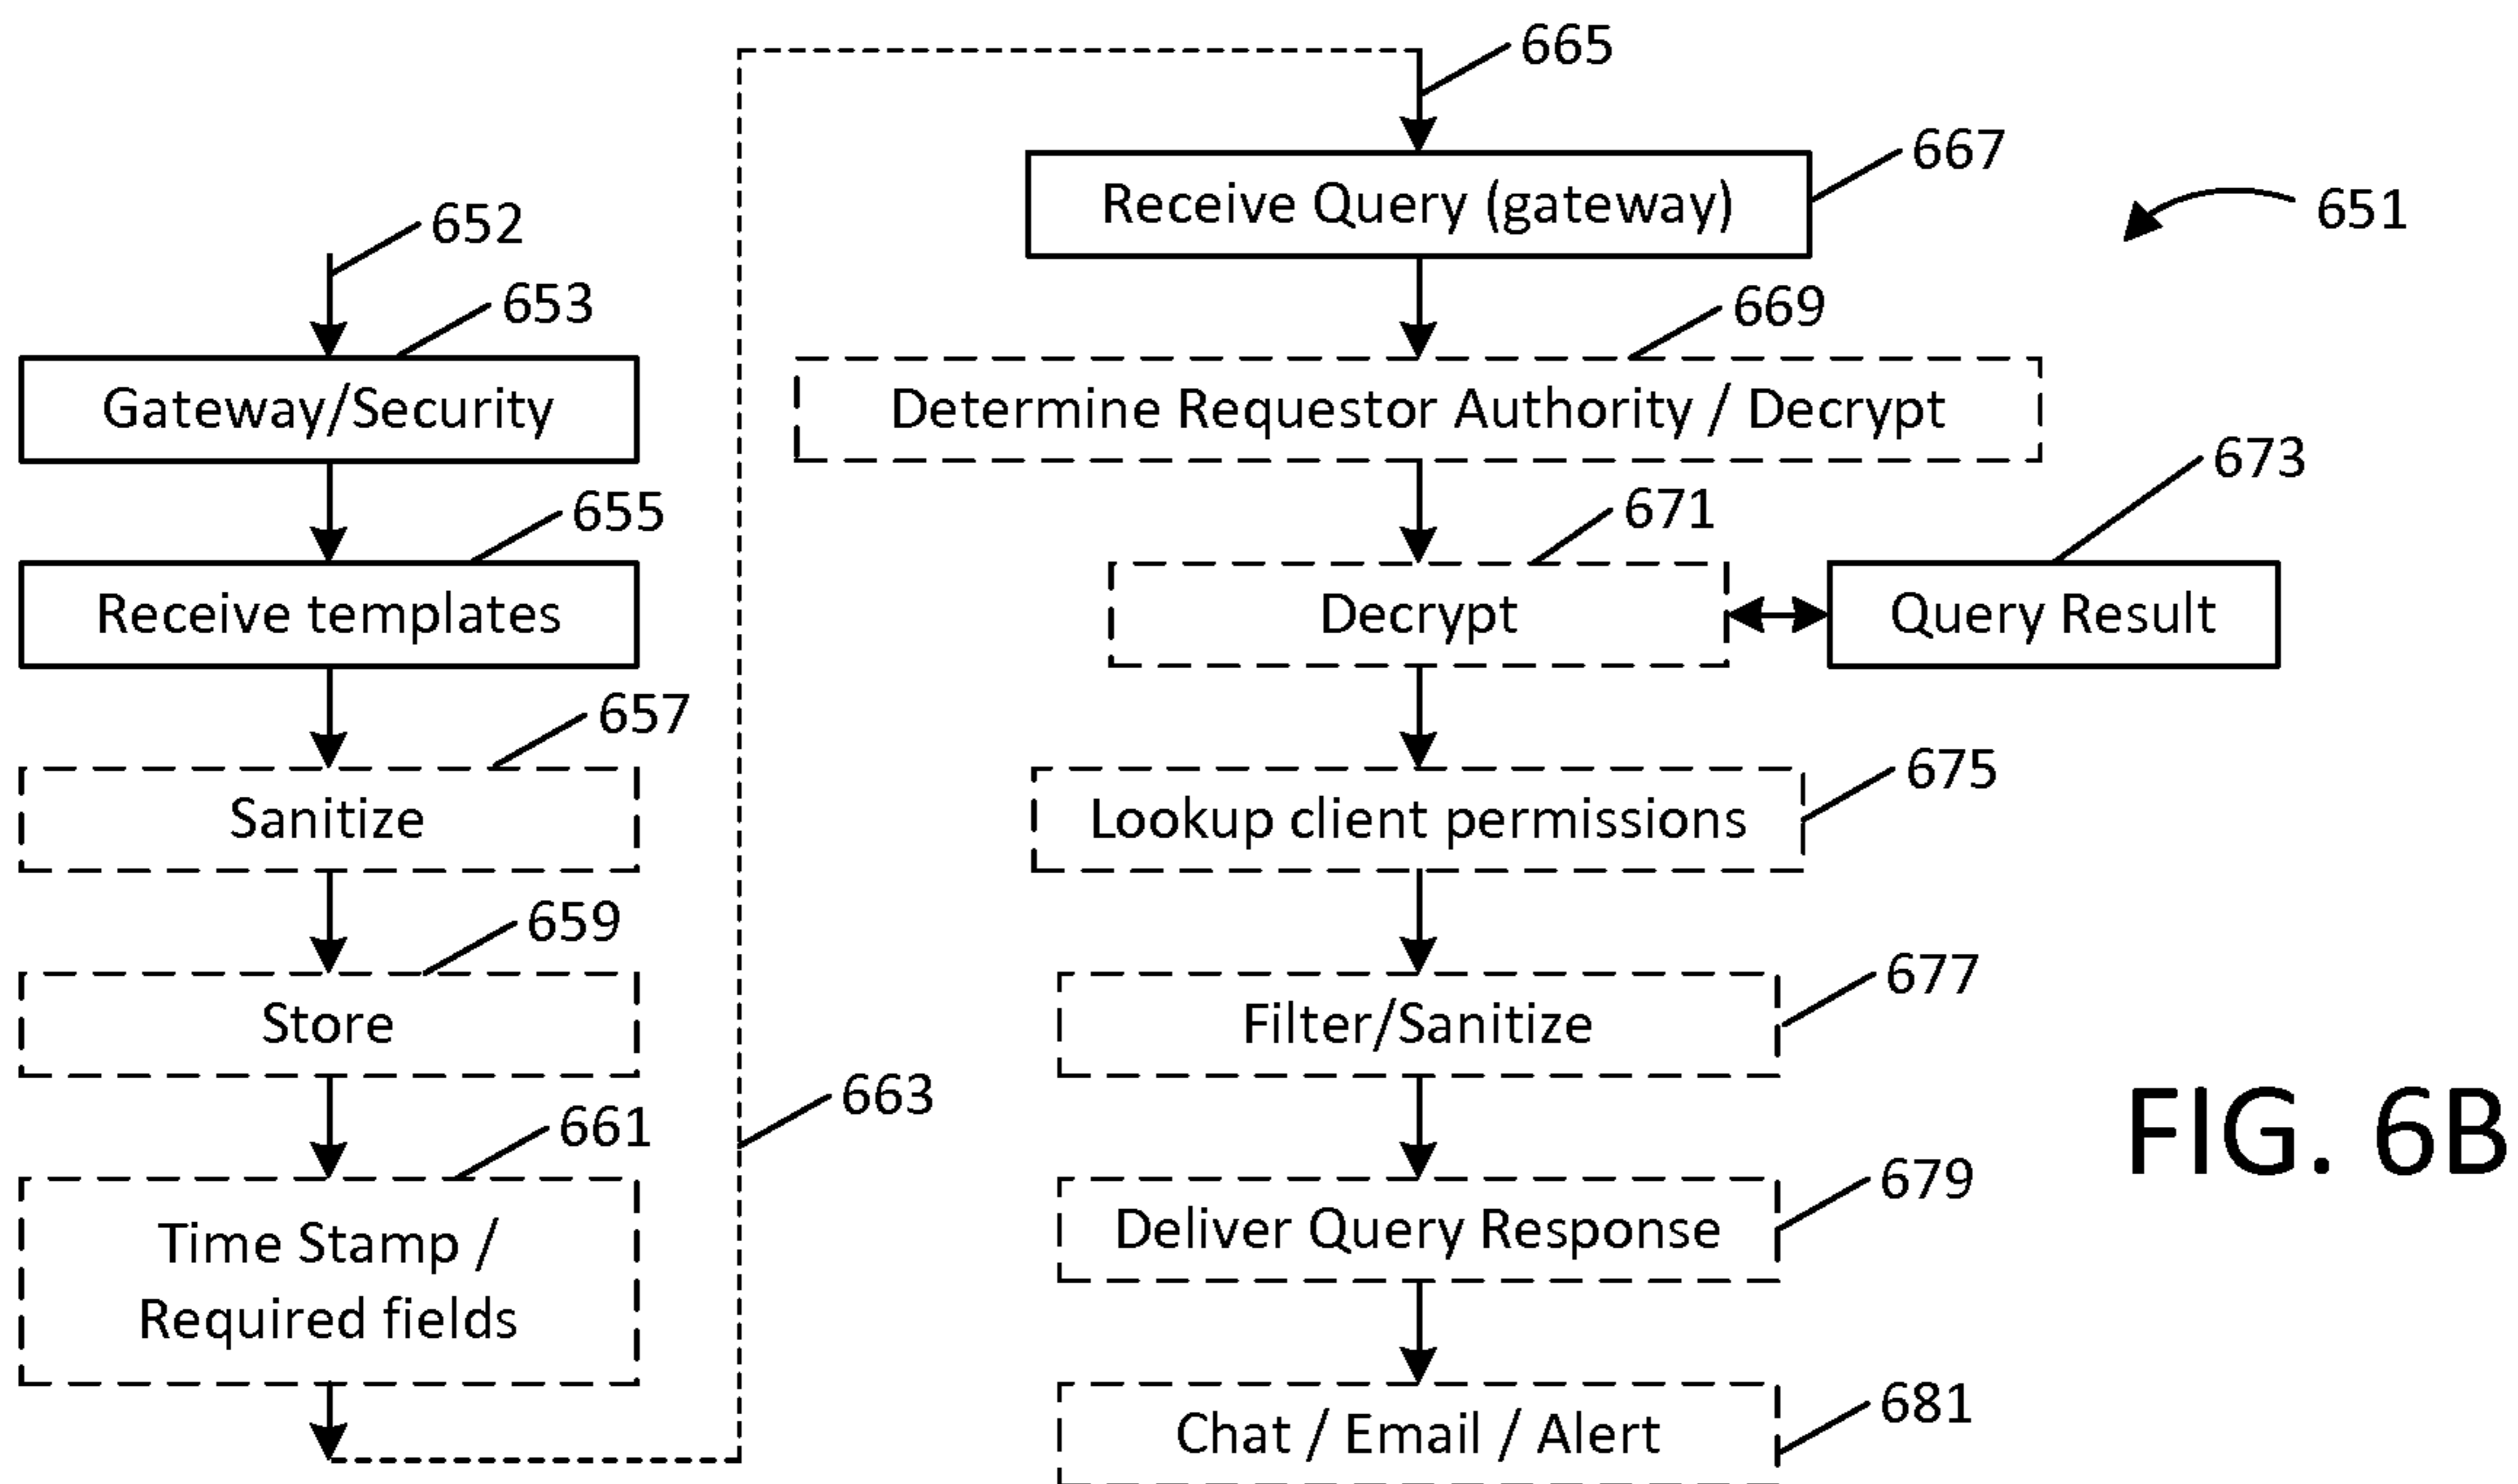 652
653
Gateway/Security
655
Receive templates
657
Sanitize
659
Store
661
Time Stamp /
Required fields
663
665
667
Receive Query (gateway)
651
669
Determine Requestor Authority / Decrypt
671
Decrypt
673
Query Result
675
Lookup client permissions
677
Filter/Sanitize
679
Deliver Query Response
681
Chat / Email / Alert
FIG. 6B